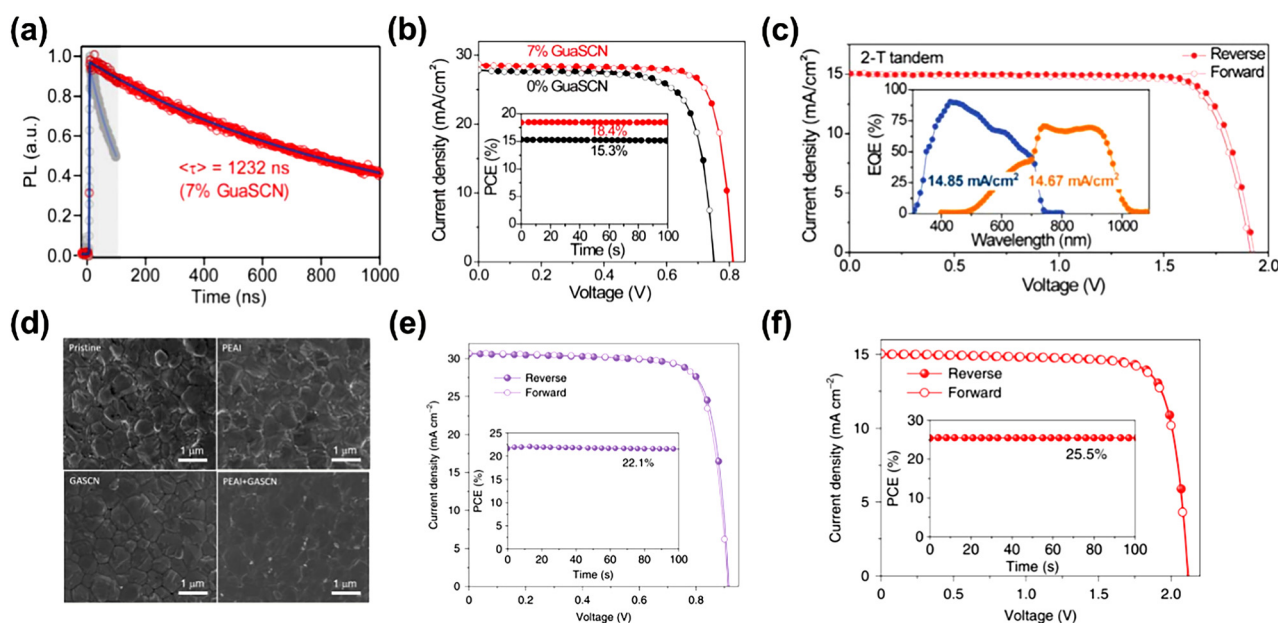 (a)
PL (a.u.)
1.0
0.8
0.6
0.4
0.2
0.0
<τ> = 1232 ns
(7% GuaSCN)
0 200 400 600 800 1000
Time (ns)
(b)
Current density (mA/cm²)
30
25
20
15
10
5
0
7% GuaSCN
0% GuaSCN
PCE (%)
20
15
10
5
0
18.4%
15.3%
0 20 40 60 80 100
Time (s)
0.0 0.2 0.4 0.6 0.8
Voltage (V)
(c)
Current density (mA/cm²)
15
10
5
0
2-T tandem
Reverse
Forward
EQE (%)
100
75
50
25
0
14.85 mA/cm²
14.67 mA/cm²
400 600 800 1000
Wavelength (nm)
0.0 0.5 1.0 1.5 2.0
Voltage (V)
(d)
Pristine
1 μm
PEAI
1 μm
GASCN
1 μm
PEAI+GASCN
1 μm
(e)
Current density (mA cm⁻²)
30
25
20
15
10
5
0
Reverse
Forward
PCE (%)
25
20
15
10
5
0
22.1%
0 20 40 60 80 100
Time (s)
0 0.2 0.4 0.6 0.8
Voltage (V)
(f)
Current density (mA cm⁻²)
15
10
5
0
Reverse
Forward
PCE (%)
30
25
20
15
10
5
0
25.5%
0 20 40 60 80 100
Time (s)
0 0.5 1.0 1.5 2.0
Voltage (V)